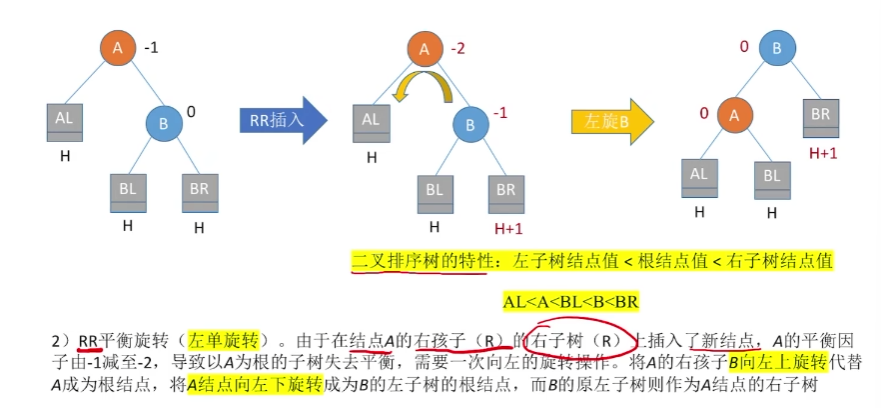 A -1
A -2
0 B
AL
B 0
RR插入
AL
B -1
左旋B
0 A
BR
H
H
H+1
BL
BR
BL
BR
AL
BL
H
H
H
H+1
H
H
二叉排序树的特性：左子树结点值 < 根结点值 < 右子树结点值
AL<A<BL<B<BR
2）RR平衡旋转（左单旋转）。由于在结点A的右孩子（R）的右子树（R）上插入了新结点，A的平衡因
子由-1减至-2，导致以A为根的子树失去平衡，需要一次向左的旋转操作。将A的右孩子B向左上旋转代替
A成为根结点，将A结点向左下旋转成为B的左子树的根结点，而B的原左子树则作为A结点的右子树